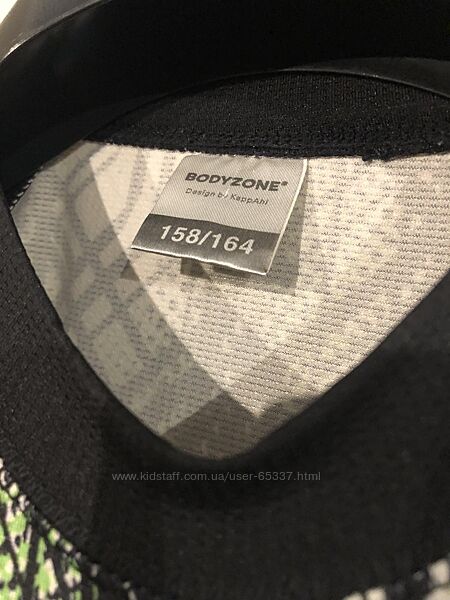 BODYZONE®
Design by KappAhl
158/164
www.kidstaff.com.ua/user-65337.html